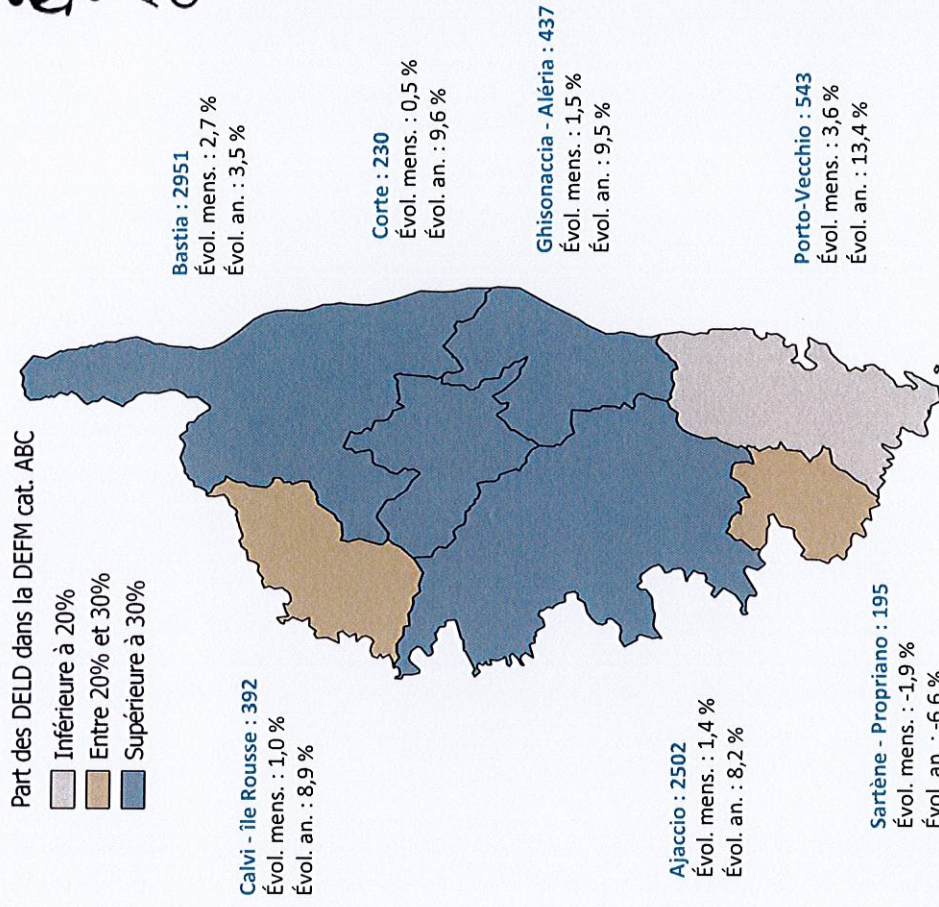 Part des DELD dans la DEFM cat. ABC
Inférieure à 20%
Entre 20% et 30%
Supérieure à 30%
Bastia : 2951
Évol. mens. : 2,7 %
Évol. an. : 3,5 %
Corte : 230
Évol. mens. : 0,5 %
Évol. an. : 9,6 %
Calvi - île Rousse : 392
Évol. mens. : 1,0 %
Évol. an. : 8,9 %
Ghisonaccia - Aléria : 437
Évol. mens. : 1,5 %
Évol. an. : 9,5 %
Ajaccio : 2502
Évol. mens. : 1,4 %
Évol. an. : 8,2 %
Porto-Vecchio : 543
Évol. mens. : 3,6 %
Évol. an. : 13,4 %
Sartène - Propriano : 195
Évol. mens. : -1,9 %
Évol. an. : -6,6 %